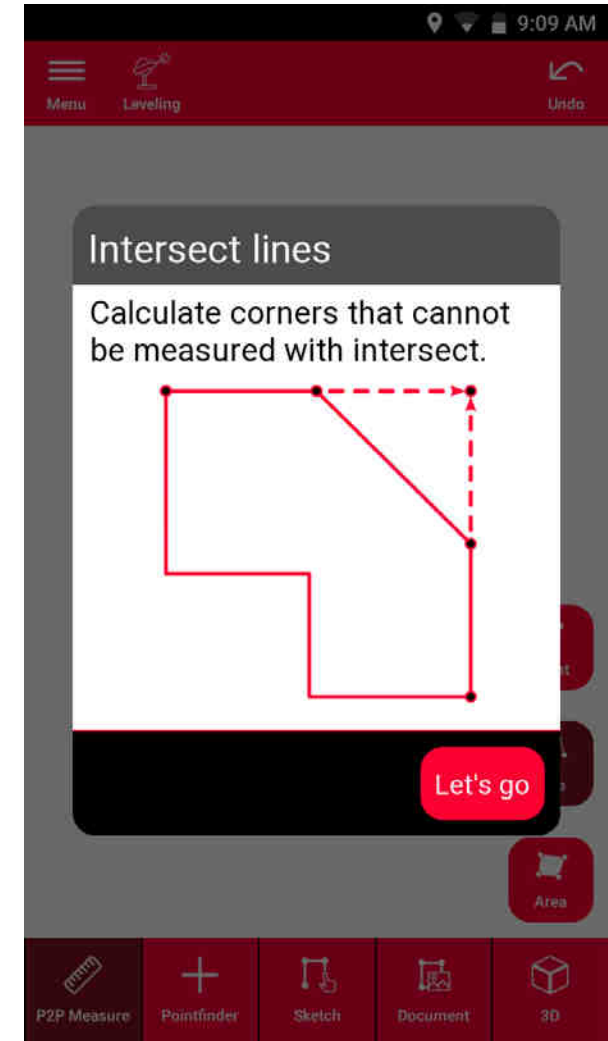 9:09 AM
Menu
Leveling
Undo
Intersect lines
Calculate corners that cannot
be measured with intersect.
Let's go
Area
P2P Measure
Pointfinder
Sketch
Document
3D